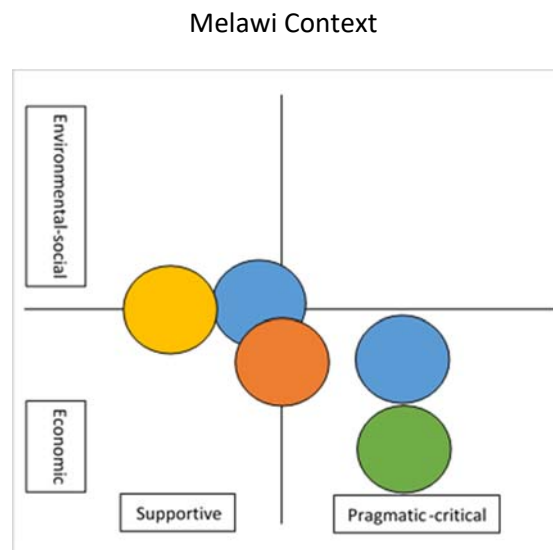 Melawi Context
Environmental-social
Economic
Supportive
Pragmatic-critical